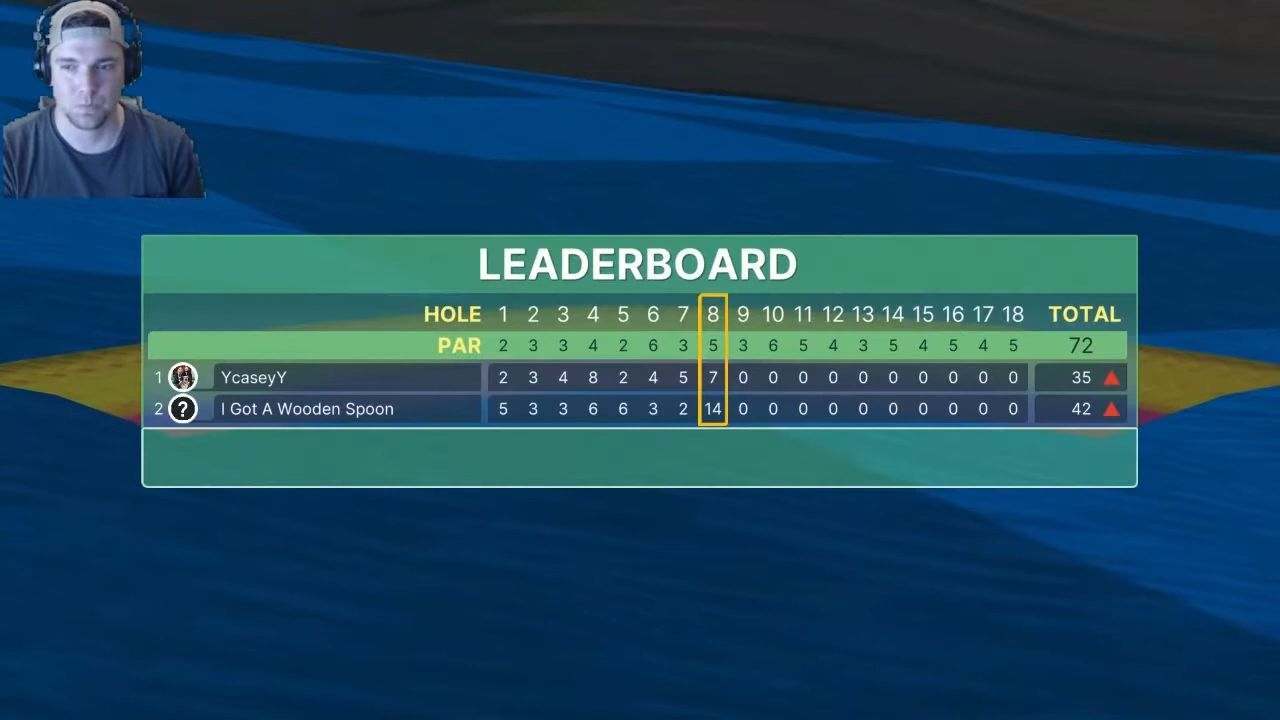 LEADERBOARD
HOLE 1 2 3 4 5 6 7 8 9 10 11 12 13 14 15 16 17 18 TOTAL
PAR 2 3 3 4 2 6 3 5 3 6 5 4 3 5 4 5 4 5 72
1 YcaseyY 2 3 4 8 2 4 5 7 0 0 0 0 0 0 0 0 0 0 35
2 ? I Got A Wooden Spoon 5 3 3 6 6 3 2 14 0 0 0 0 0 0 0 0 0 0 42